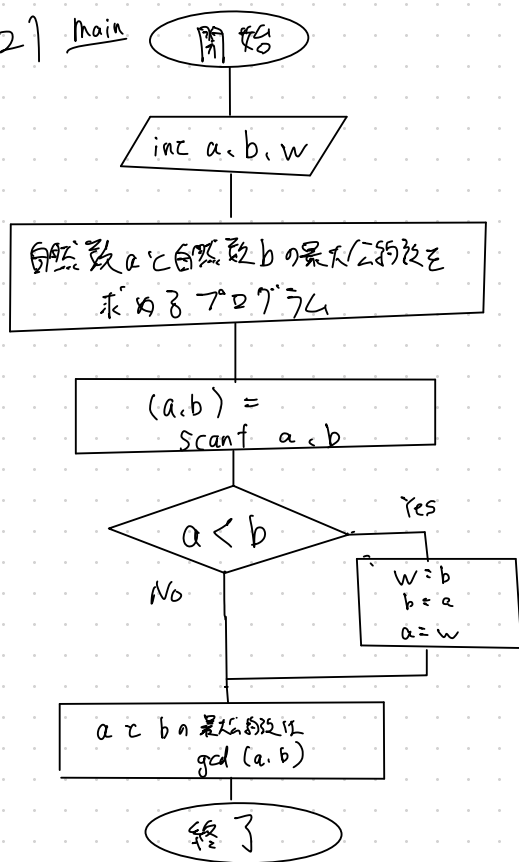 2] main
開始
int a、b、w
自然数aと自然数bの最大公約数を
求めるプログラム
(a、b) =
scanf a、b
a < b
Yes
No
w = b
b = a
a = w
aとbの最大公約数は
gcd (a、b)
終了